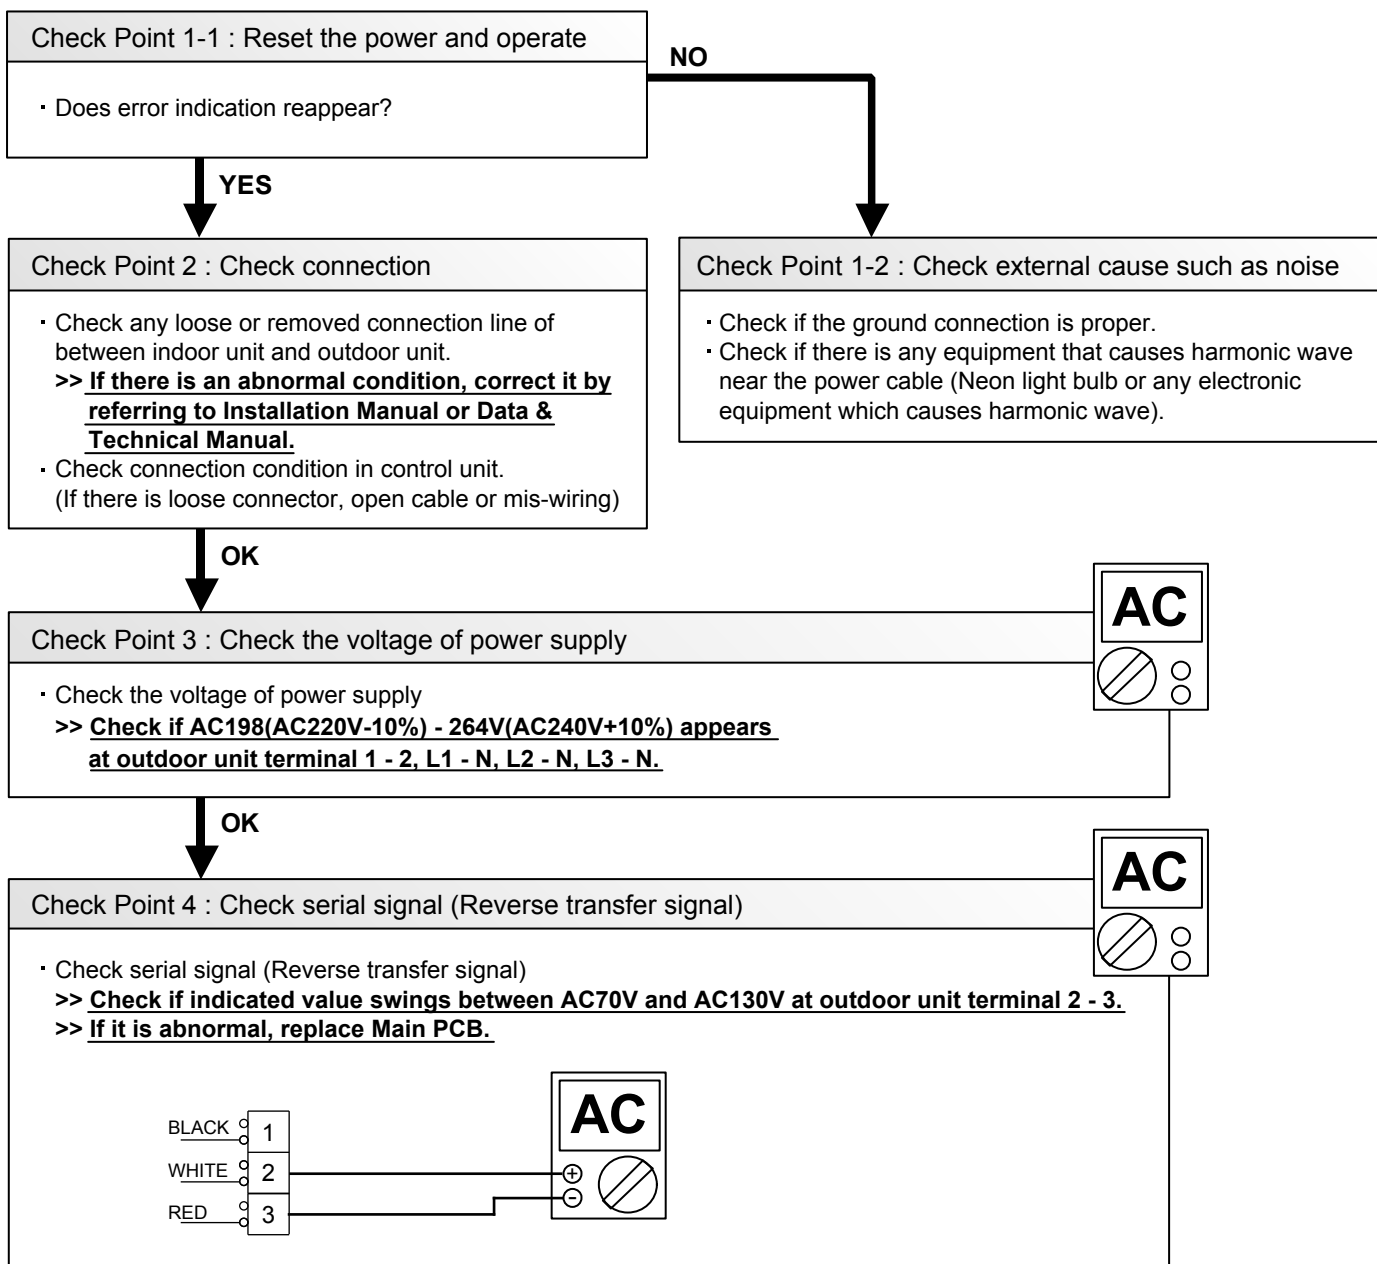 Check Point 1-1 : Reset the power and operate
· Does error indication reappear?
NO
YES
Check Point 2 : Check connection
· Check any loose or removed connection line of
between indoor unit and outdoor unit.
>> If there is an abnormal condition, correct it by
referring to Installation Manual or Data &
Technical Manual.
· Check connection condition in control unit.
(If there is loose connector, open cable or mis-wiring)
Check Point 1-2 : Check external cause such as noise
· Check if the ground connection is proper.
· Check if there is any equipment that causes harmonic wave
near the power cable (Neon light bulb or any electronic
equipment which causes harmonic wave).
OK
Check Point 3 : Check the voltage of power supply
AC
· Check the voltage of power supply
>> Check if AC198(AC220V-10%) - 264V(AC240V+10%) appears
at outdoor unit terminal 1 - 2, L1 - N, L2 - N, L3 - N.
OK
Check Point 4 : Check serial signal (Reverse transfer signal)
AC
· Check serial signal (Reverse transfer signal)
>> Check if indicated value swings between AC70V and AC130V at outdoor unit terminal 2 - 3.
>> If it is abnormal, replace Main PCB.
BLACK 1
WHITE 2
RED 3
AC
+
-